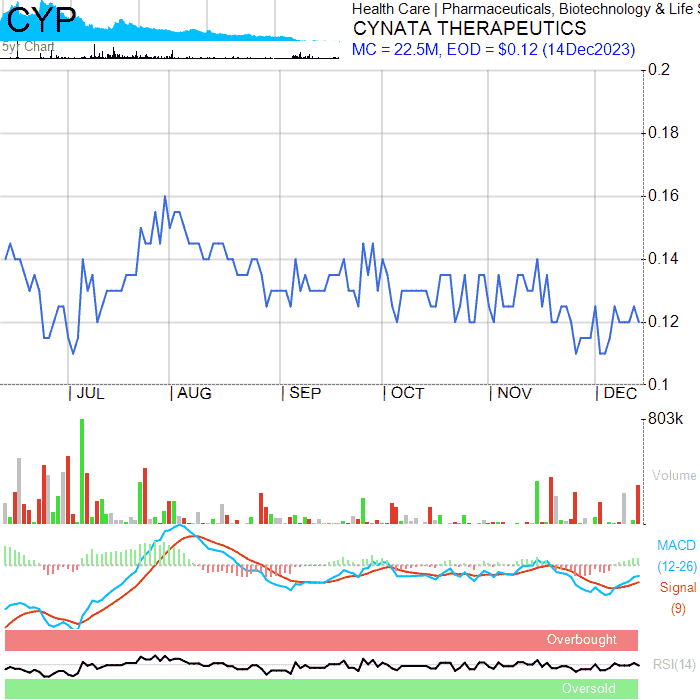 CYP
5yr Chart
Health Care | Pharmaceuticals, Biotechnology & Life S
CYNATA THERAPEUTICS
MC = 22.5M, EOD = $0.12 (14Dec2023)
0.2
0.18
0.16
0.14
0.12
0.1
JUL AUG SEP OCT NOV DEC
803k
Volume
MACD
(12-26)
Signal
(9)
Overbought
RSI(14)
Oversold